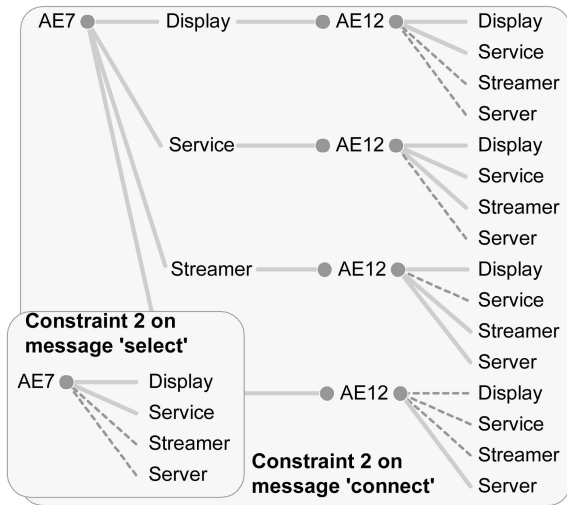 AE7 Display AE12 Display
Service
Streamer
Server
Service AE12 Display
Service
Streamer
Server
Streamer AE12 Display
Service
Streamer
Server
Constraint 2 on
message 'select'
AE7 Display
Service
Streamer
Server
AE12 Display
Service
Streamer
Server
Constraint 2 on
message 'connect'